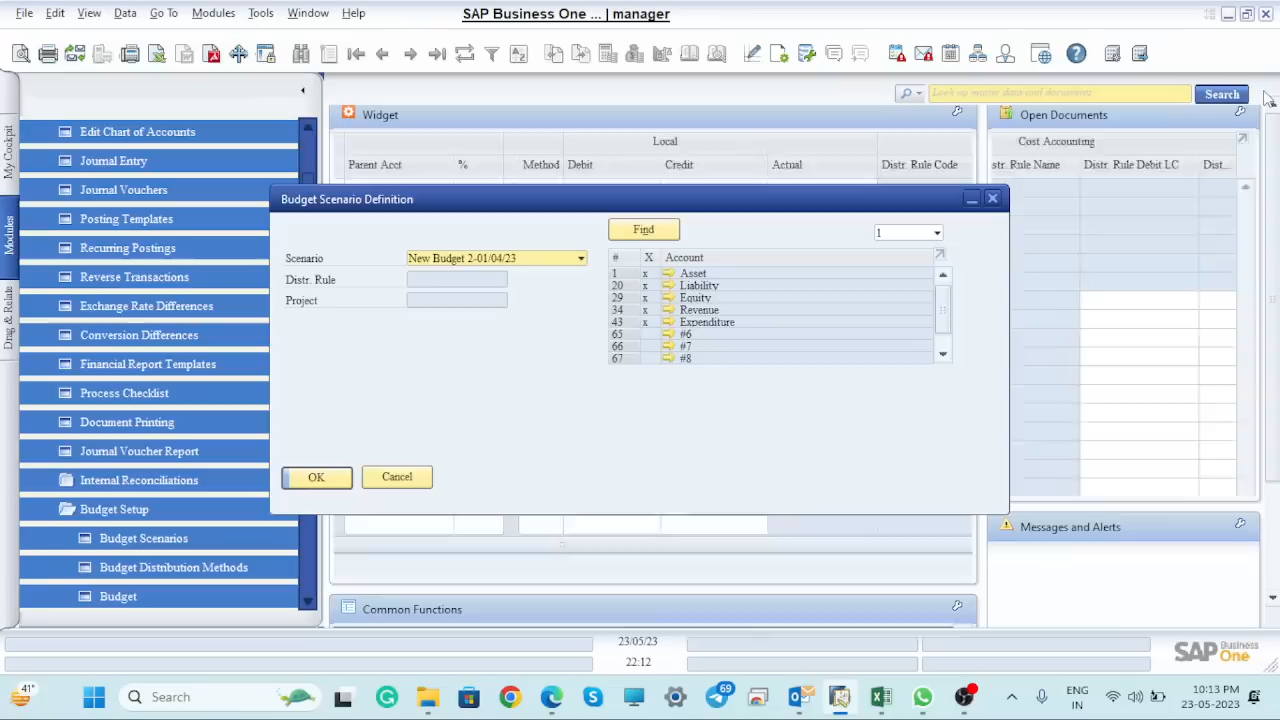 File Edit View Data Go To Modules Tools Window Help
SAP Business One ... | manager
Search
My Cockpit
Modules
Drag & Relate
Edit Chart of Accounts
Journal Entry
Journal Vouchers
Posting Templates
Recurring Postings
Reverse Transactions
Exchange Rate Differences
Conversion Differences
Financial Report Templates
Process Checklist
Document Printing
Journal Voucher Report
Internal Reconciliations
Budget Setup
Budget Scenarios
Budget Distribution Methods
Budget
Look up master data and documents
Widget
Local
Parent Acct % Method Debit Credit Actual Distr. Rule Code
Open Documents
Cost Accounting
str. Rule Name Distr. Rule Debit LC Dist...
Budget Scenario Definition
Find
1
Scenario New Budget 2-01/04/23
Distr. Rule
Project
# X Account
1 x Asset
20 x Liability
29 x Equity
34 x Revenue
43 x Expenditure
65 #6
66 #7
67 #8
OK Cancel
Messages and Alerts
Common Functions
23/05/23
22:12
SAP Business One
41°
Search
69
ENG
IN
10:13 PM
23-05-2023